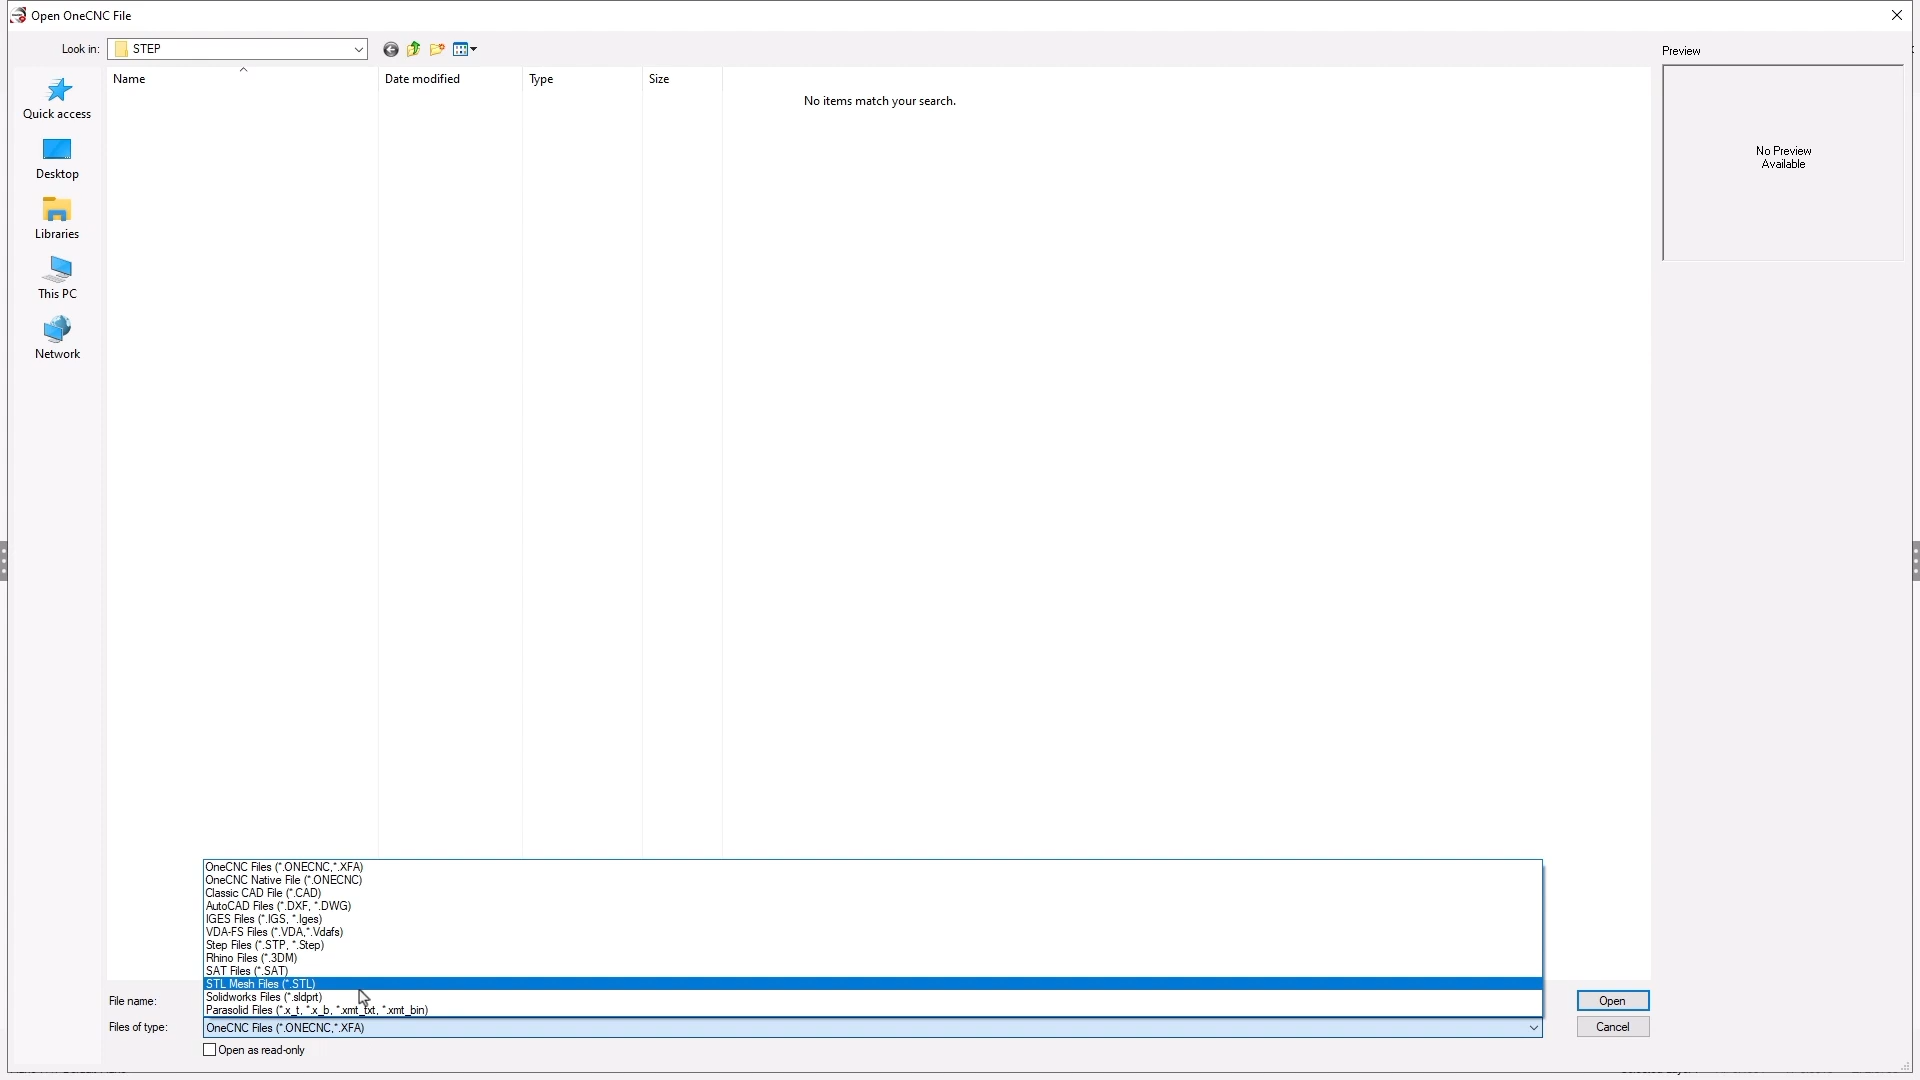 Open OneCNC File
Look in: STEP
Preview
Name Date modified Type Size
No items match your search.
Quick access
Desktop
Libraries
This PC
Network
No Preview
Available
OneCNC Files (*.ONECNC,*.XFA)
OneCNC Native File (*.ONECNC)
Classic CAD File (*.CAD)
AutoCAD Files (*.DXF, *.DWG)
IGES Files (*.IGS, *.Iges)
VDA-FS Files (*.VDA,*.Vdafs)
Step Files (*.STP, *.Step)
Rhino Files (*.3DM)
SAT Files (*.SAT)
STL Mesh Files (*.STL)
Solidworks Files (*.sldprt)
Parasolid Files (*.x_t, *.x_b, *.xmt_txt, *.xmt_bin)
File name:
Open
Files of type: OneCNC Files (*.ONECNC,*.XFA)
Cancel
Open as read-only